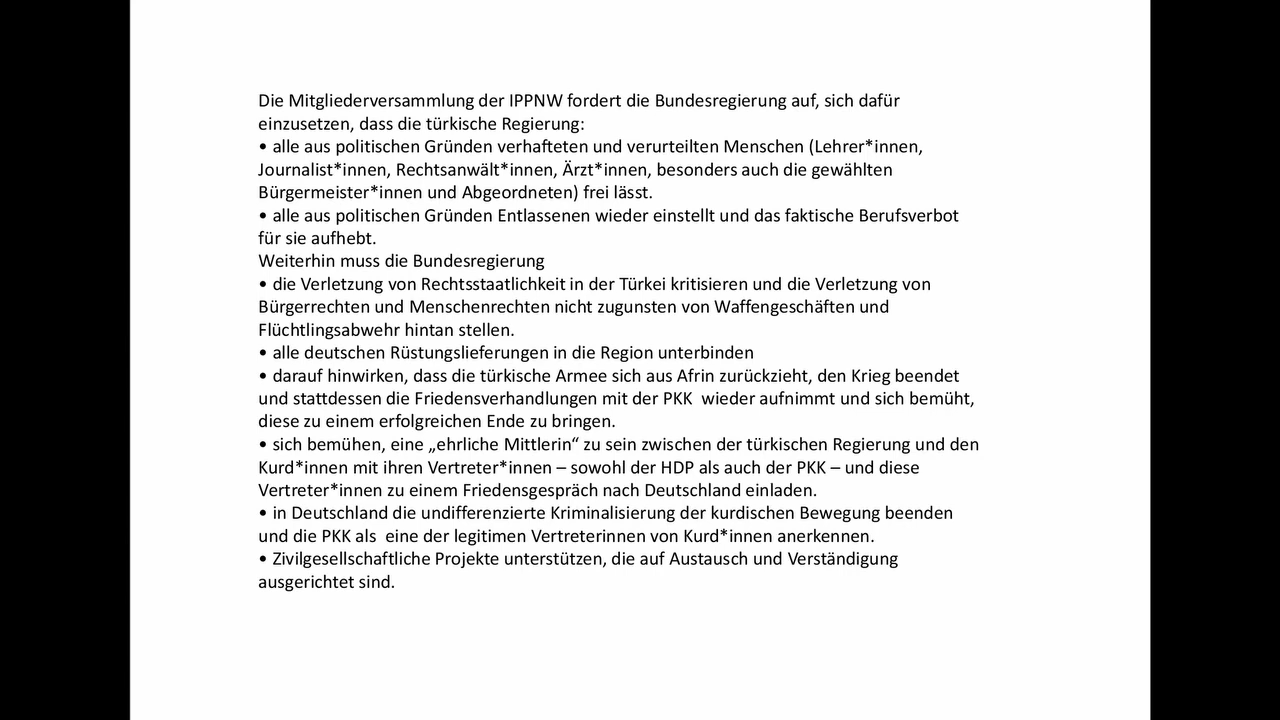 Die Mitgliederversammlung der IPPNW fordert die Bundesregierung auf, sich dafür
einzusetzen, dass die türkische Regierung:
• alle aus politischen Gründen verhafteten und verurteilten Menschen (Lehrer*innen,
Journalist*innen, Rechtsanwält*innen, Ärzt*innen, besonders auch die gewählten
Bürgermeister*innen und Abgeordneten) frei lässt.
• alle aus politischen Gründen Entlassenen wieder einstellt und das faktische Berufsverbot
für sie aufhebt.
Weiterhin muss die Bundesregierung
• die Verletzung von Rechtsstaatlichkeit in der Türkei kritisieren und die Verletzung von
Bürgerrechten und Menschenrechten nicht zugunsten von Waffengeschäften und
Flüchtlingsabwehr hintan stellen.
• alle deutschen Rüstungslieferungen in die Region unterbinden
• darauf hinwirken, dass die türkische Armee sich aus Afrin zurückzieht, den Krieg beendet
und stattdessen die Friedensverhandlungen mit der PKK  wieder aufnimmt und sich bemüht,
diese zu einem erfolgreichen Ende zu bringen.
• sich bemühen, eine „ehrliche Mittlerin“ zu sein zwischen der türkischen Regierung und den
Kurd*innen mit ihren Vertreter*innen – sowohl der HDP als auch der PKK – und diese
Vertreter*innen zu einem Friedensgespräch nach Deutschland einladen.
• in Deutschland die undifferenzierte Kriminalisierung der kurdischen Bewegung beenden
und die PKK als  eine der legitimen Vertreterinnen von Kurd*innen anerkennen.
• Zivilgesellschaftliche Projekte unterstützen, die auf Austausch und Verständigung
ausgerichtet sind.